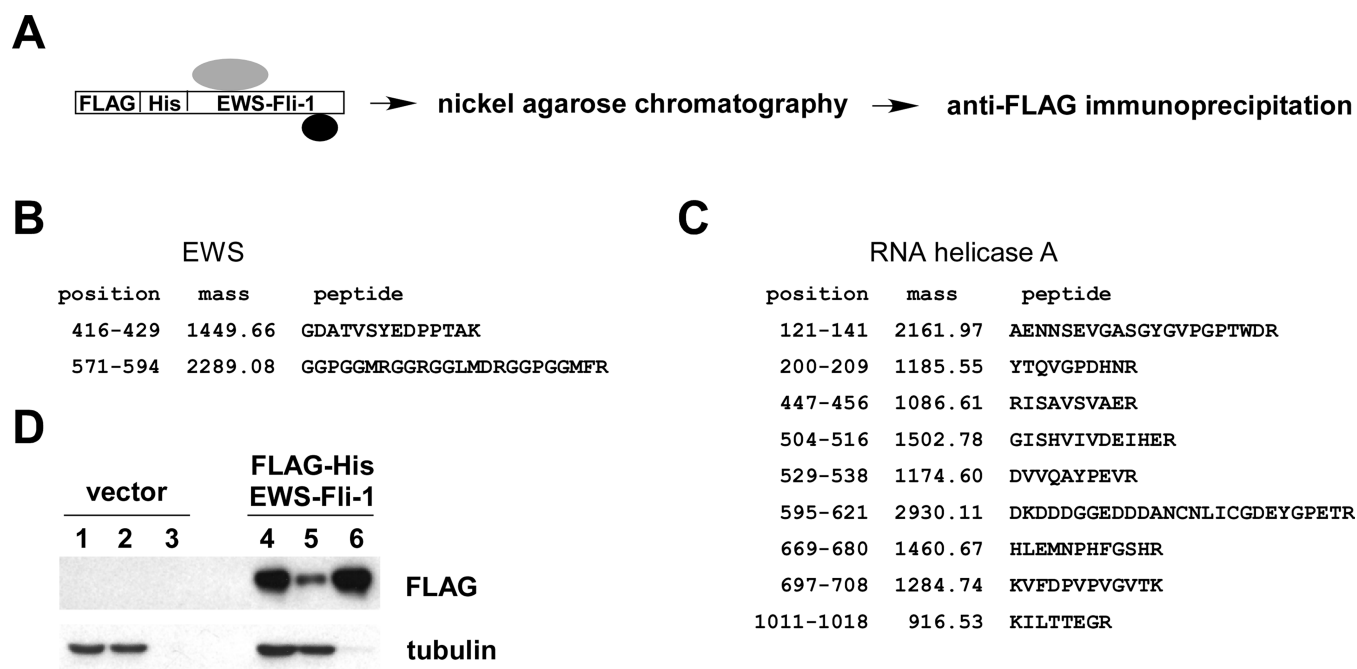 A
FLAG His EWS-Fli-1 nickel agarose chromatography anti-FLAG immunoprecipitation
B
EWS
position mass peptide
416-429 1449.66 GDATVSYEDPPTAK
571-594 2289.08 GGPGGMRGGRGGLMDRGGPGGMFR
C
RNA helicase A
position mass peptide
121-141 2161.97 AENNSEVGASGYGVPGPTWDR
200-209 1185.55 YTQVGPDHNR
447-456 1086.61 RISAVSVAER
504-516 1502.78 GISHVIVDEIHER
529-538 1174.60 DVVQAYPEVR
595-621 2930.11 DKDDDGGEDDDANCNLICGDEYGPETR
669-680 1460.67 HLEMNPHFGSHR
697-708 1284.74 KVFDPVPVGVTK
1011-1018 916.53 KILTTEGR
D
vector
FLAG-His
EWS-Fli-1
1 2 3 4 5 6
FLAG
tubulin